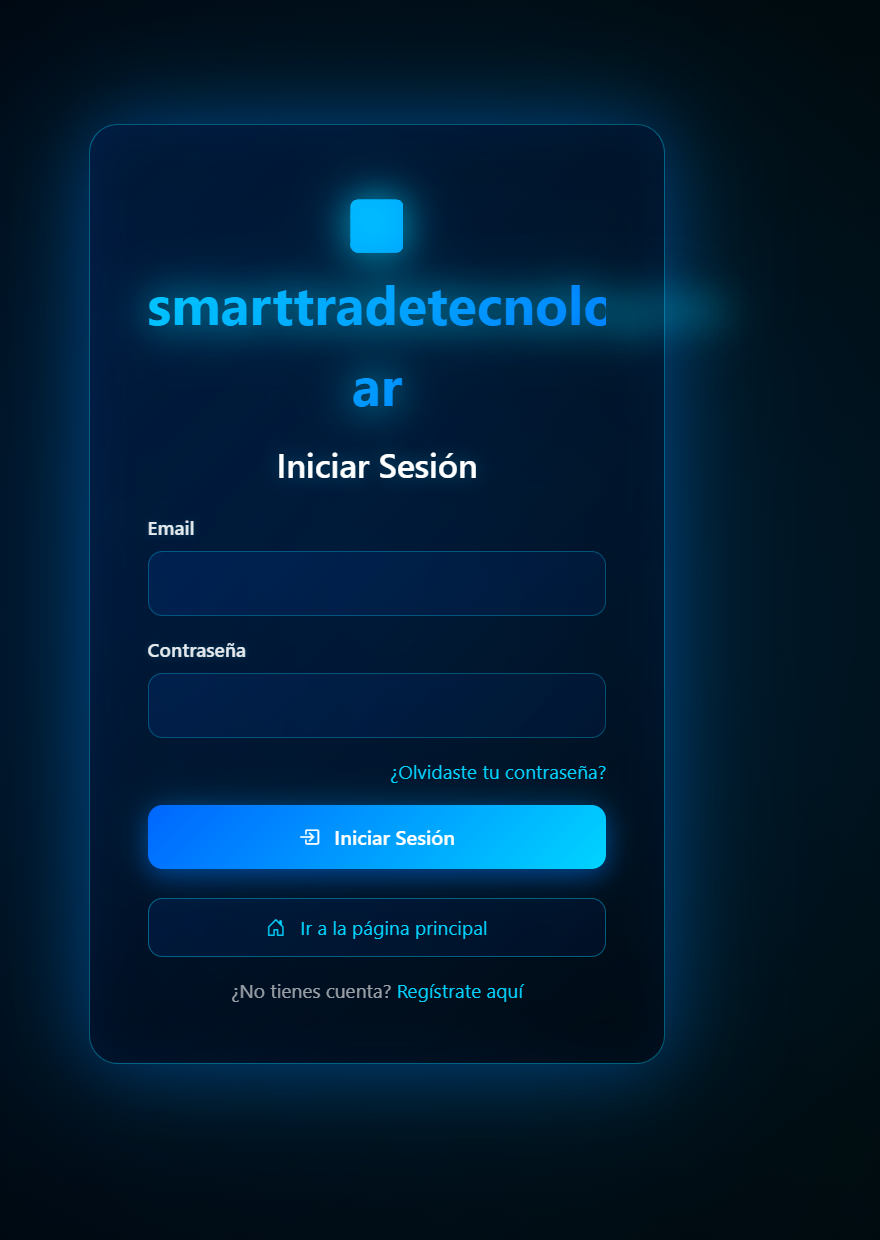 smarttradetecnolo
ar
Iniciar Sesión
Email
Contraseña
¿Olvidaste tu contraseña?
Iniciar Sesión
Ir a la página principal
¿No tienes cuenta? Regístrate aquí